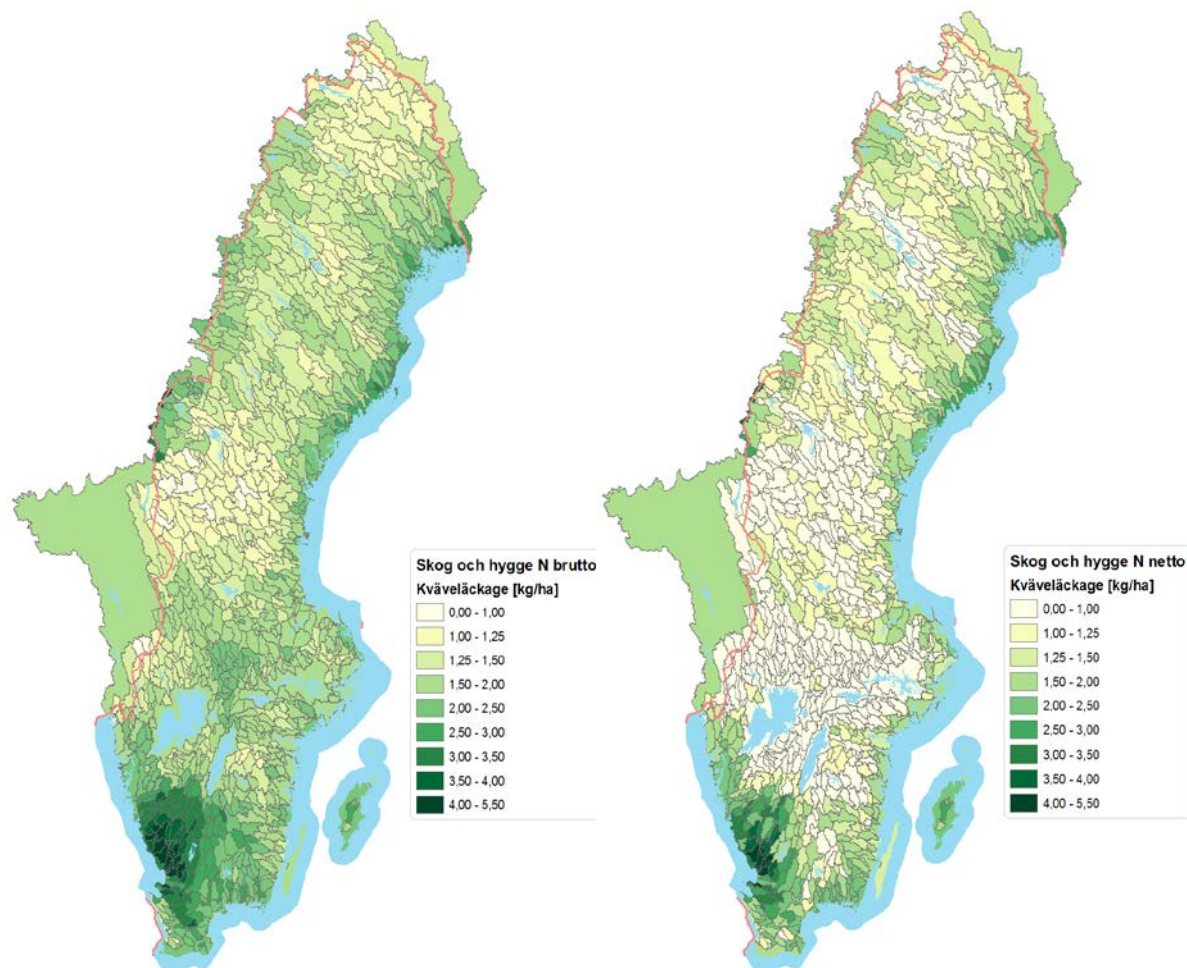 Skog och hygge N brutto
Kväveläckage [kg/ha]
0,00 - 1,00
1,00 - 1,25
1,25 - 1,50
1,50 - 2,00
2,00 - 2,50
2,50 - 3,00
3,00 - 3,50
3,50 - 4,00
4,00 - 5,50
Skog och hygge N netto
Kväveläckage [kg/ha]
0,00 - 1,00
1,00 - 1,25
1,25 - 1,50
1,50 - 2,00
2,00 - 2,50
2,50 - 3,00
3,00 - 3,50
3,50 - 4,00
4,00 - 5,50